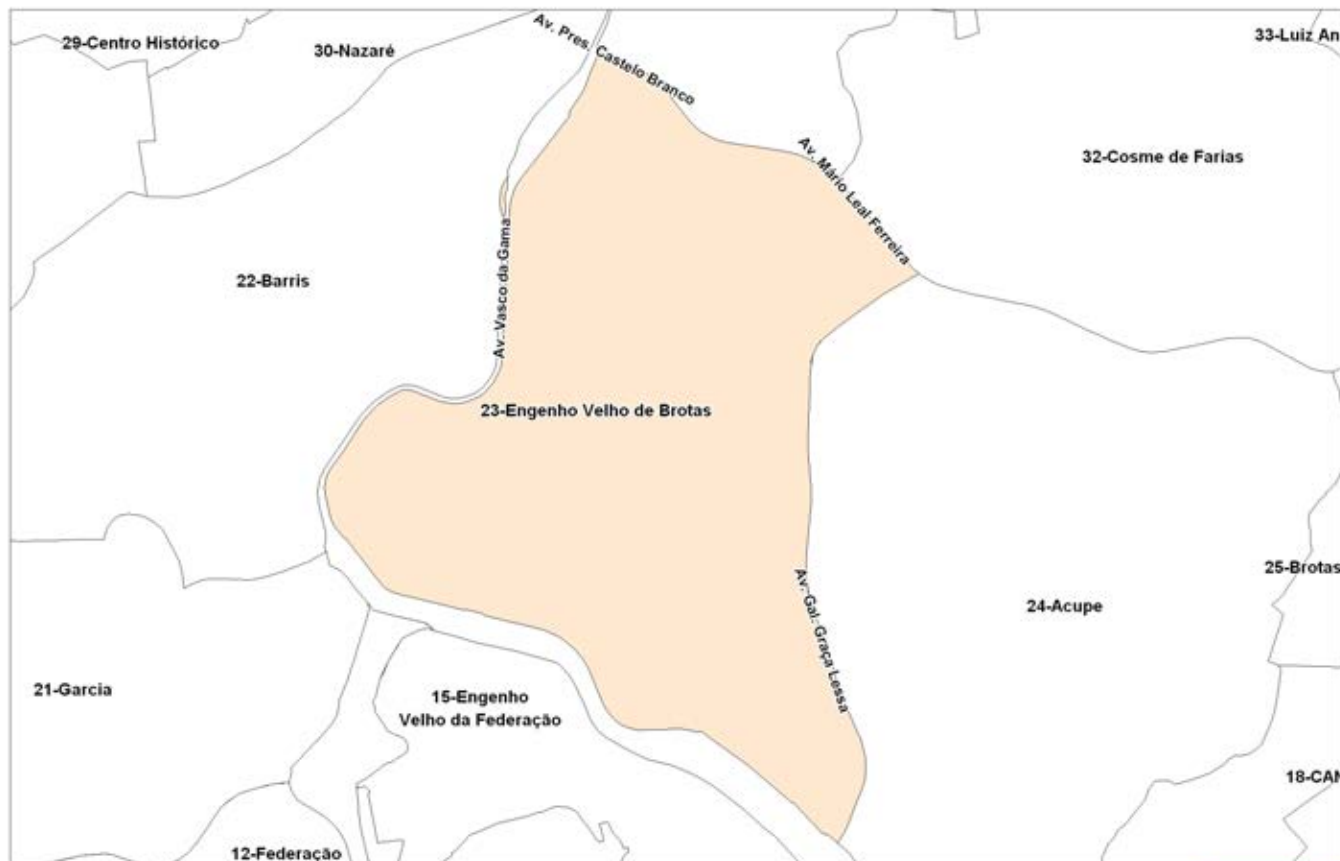 29-Centro Histórico
30-Nazaré
Av. Pres. Castelo Branco
33-Luiz An
Av. Mário Leal Ferreira
32-Cosme de Farias
22-Barris
Av. Vasco da Gama
23-Engenho Velho de Brotas
25-Brotas
24-Acupe
Av. Gal. Graça Lessa
21-Garcia
15-Engenho
Velho da Federação
18-CAN
12-Federação